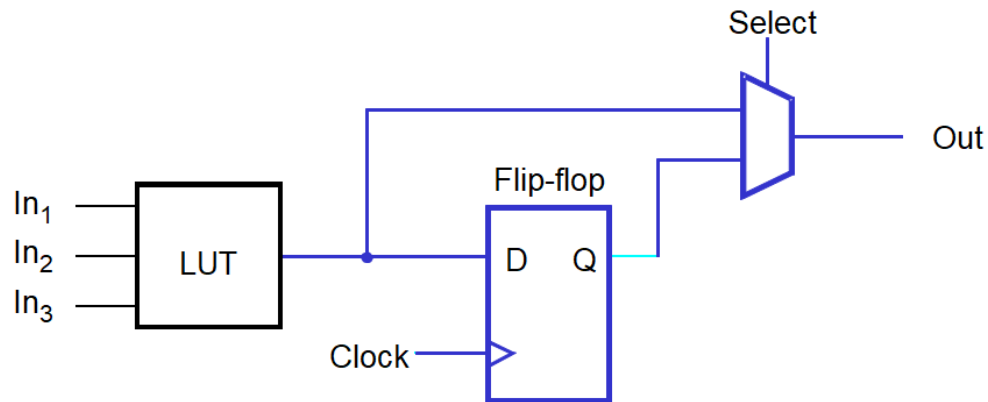 Select
Out
Flip-flop
In₁
In₂
In₃
LUT
D
Q
Clock